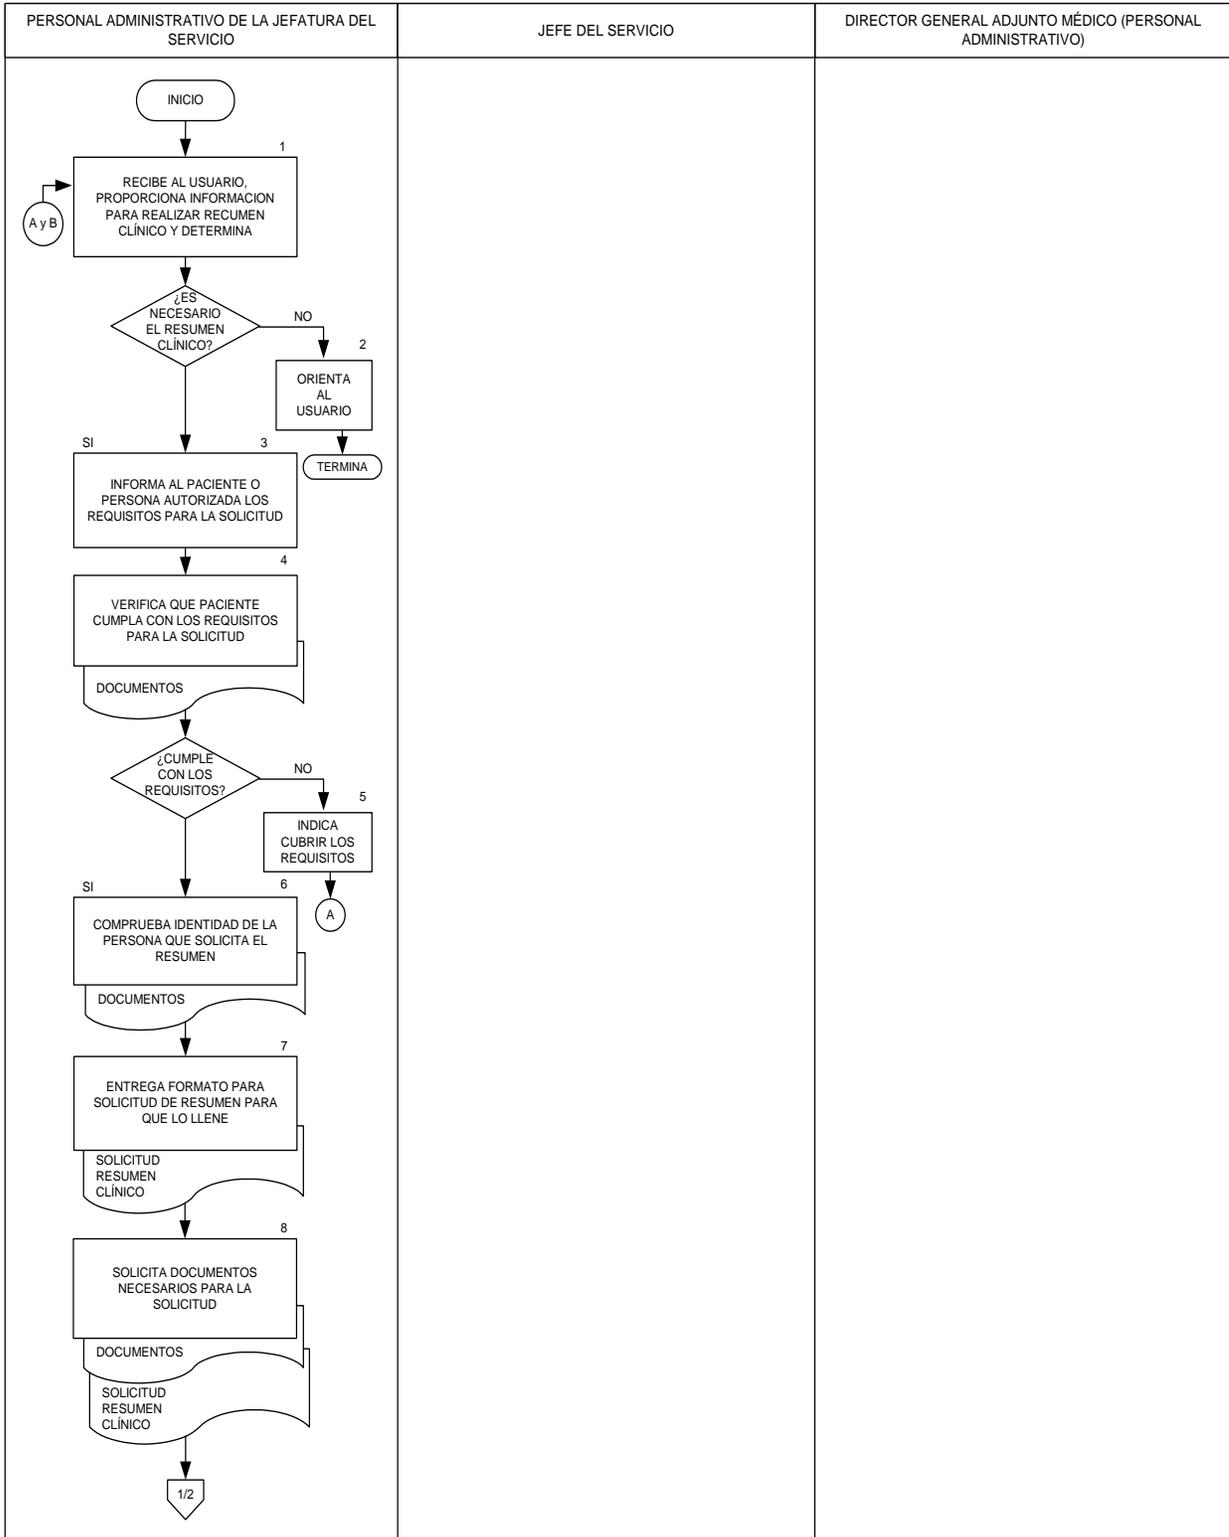 PERSONAL ADMINISTRATIVO DE LA JEFATURA DEL
SERVICIO
JEFE DEL SERVICIO
DIRECTOR GENERAL ADJUNTO MÉDICO (PERSONAL
ADMINISTRATIVO)
INICIO
1
RECIBE AL USUARIO,
PROPORCIONA INFORMACION
PARA REALIZAR RECUMEN
CLÍNICO Y DETERMINA
A y B
¿ES
NECESARIO
EL RESUMEN
CLÍNICO?
NO
2
ORIENTA
AL
USUARIO
TERMINA
SI
3
INFORMA AL PACIENTE O
PERSONA AUTORIZADA LOS
REQUISITOS PARA LA SOLICITUD
4
VERIFICA QUE PACIENTE
CUMPLA CON LOS REQUISITOS
PARA LA SOLICITUD
DOCUMENTOS
¿CUMPLE
CON LOS
REQUISITOS?
NO
5
INDICA
CUBRIR LOS
REQUISITOS
A
SI
6
COMPRUEBA IDENTIDAD DE LA
PERSONA QUE SOLICITA EL
RESUMEN
DOCUMENTOS
7
ENTREGA FORMATO PARA
SOLICITUD DE RESUMEN PARA
QUE LO LLENE
SOLICITUD
RESUMEN
CLÍNICO
8
SOLICITA DOCUMENTOS
NECESARIOS PARA LA
SOLICITUD
DOCUMENTOS
SOLICITUD
RESUMEN
CLÍNICO
1/2